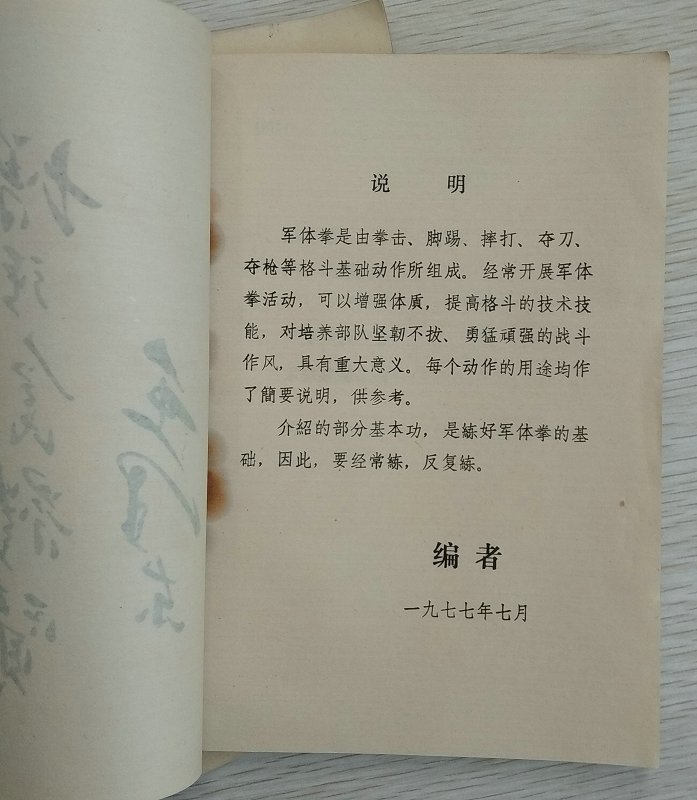 说 明
军体拳是由拳击、脚踢、摔打、夺刀、
夺枪等格斗基础动作所组成。经常开展军体
拳活动，可以增强体质，提高格斗的技术技
能，对培养部队坚韌不拔、勇猛頑强的战斗
作风，具有重大意义。每个动作的用途均作
了簡要说明，供参考。
介紹的部分基本功，是練好军体拳的基
础，因此，要经常練，反复練。
编者
一九七七年七月